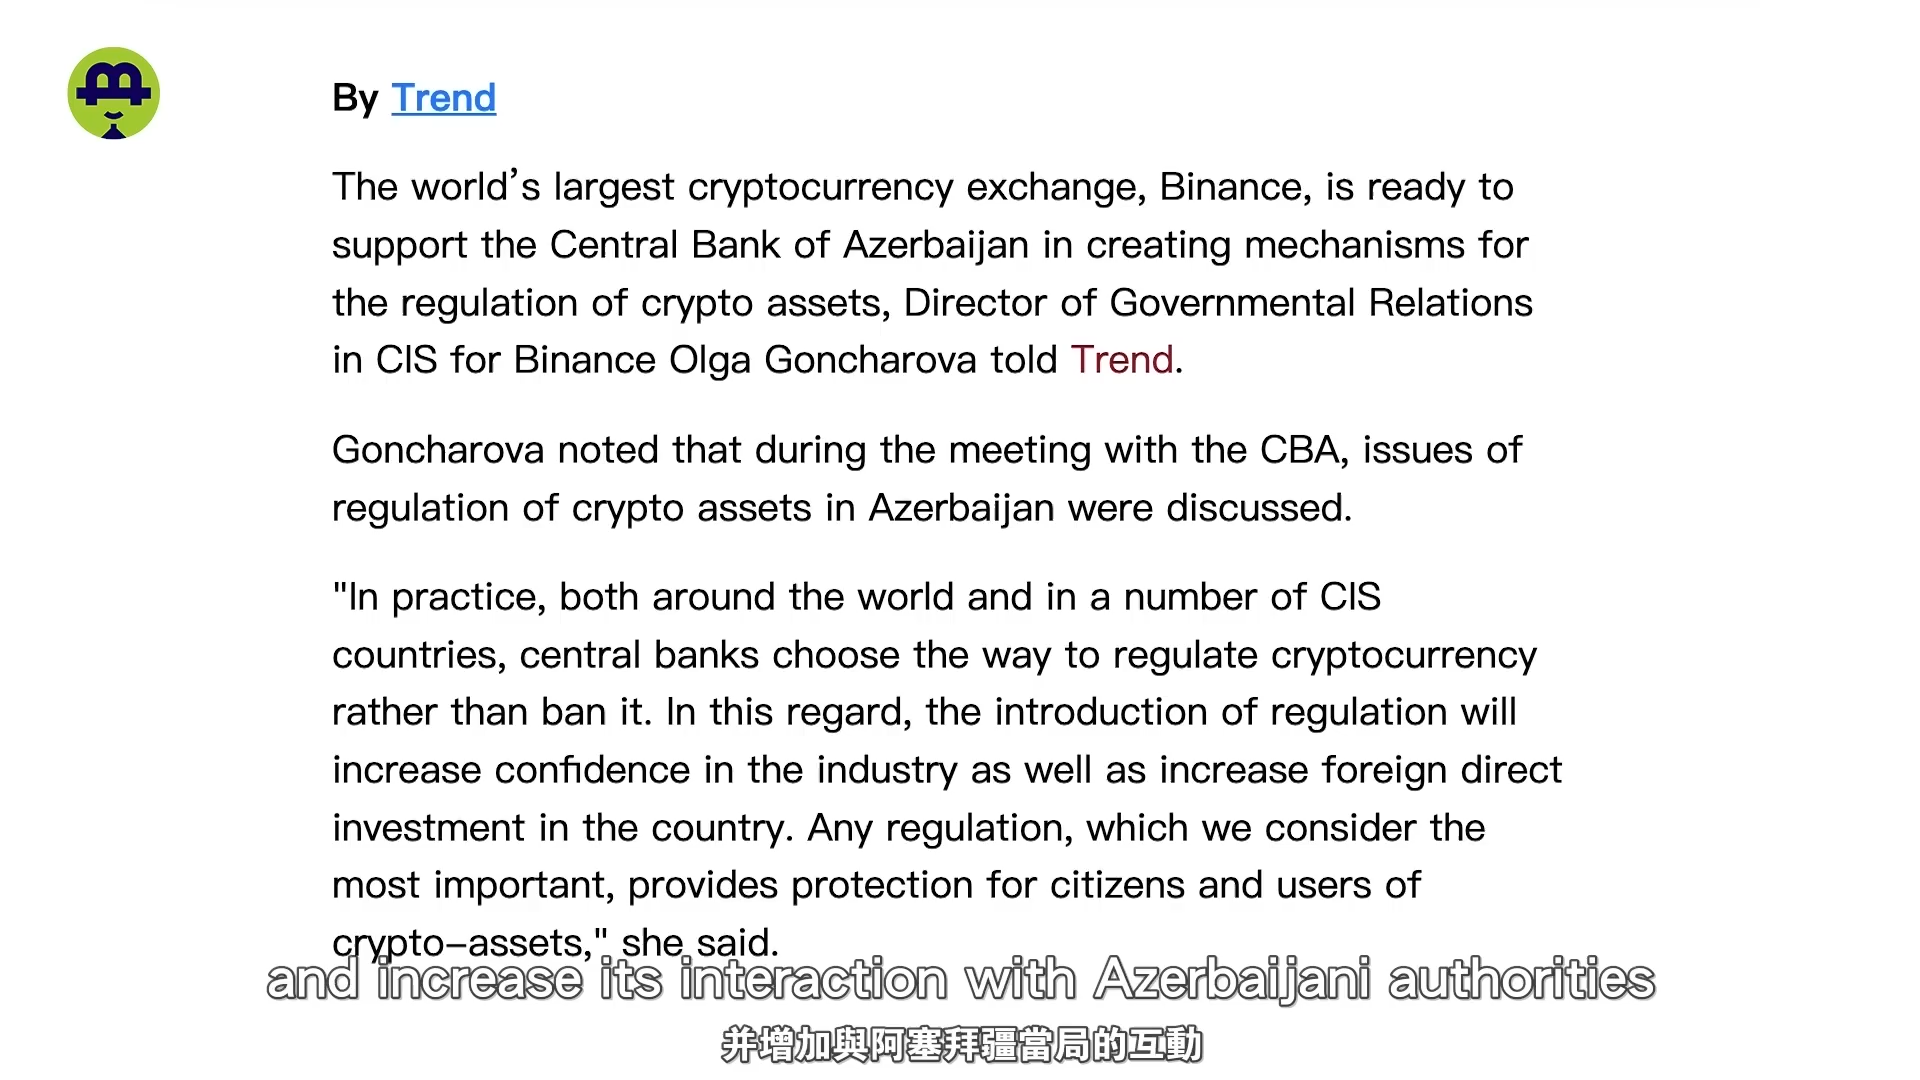 By Trend
The world’s largest cryptocurrency exchange, Binance, is ready to
support the Central Bank of Azerbaijan in creating mechanisms for
the regulation of crypto assets, Director of Governmental Relations
in CIS for Binance Olga Goncharova told Trend.
Goncharova noted that during the meeting with the CBA, issues of
regulation of crypto assets in Azerbaijan were discussed.
"In practice, both around the world and in a number of CIS
countries, central banks choose the way to regulate cryptocurrency
rather than ban it. In this regard, the introduction of regulation will
increase confidence in the industry as well as increase foreign direct
investment in the country. Any regulation, which we consider the
most important, provides protection for citizens and users of
crypto–assets," she said.
and increase its interaction with Azerbaijani authorities
并增加與阿塞拜疆當局的互動